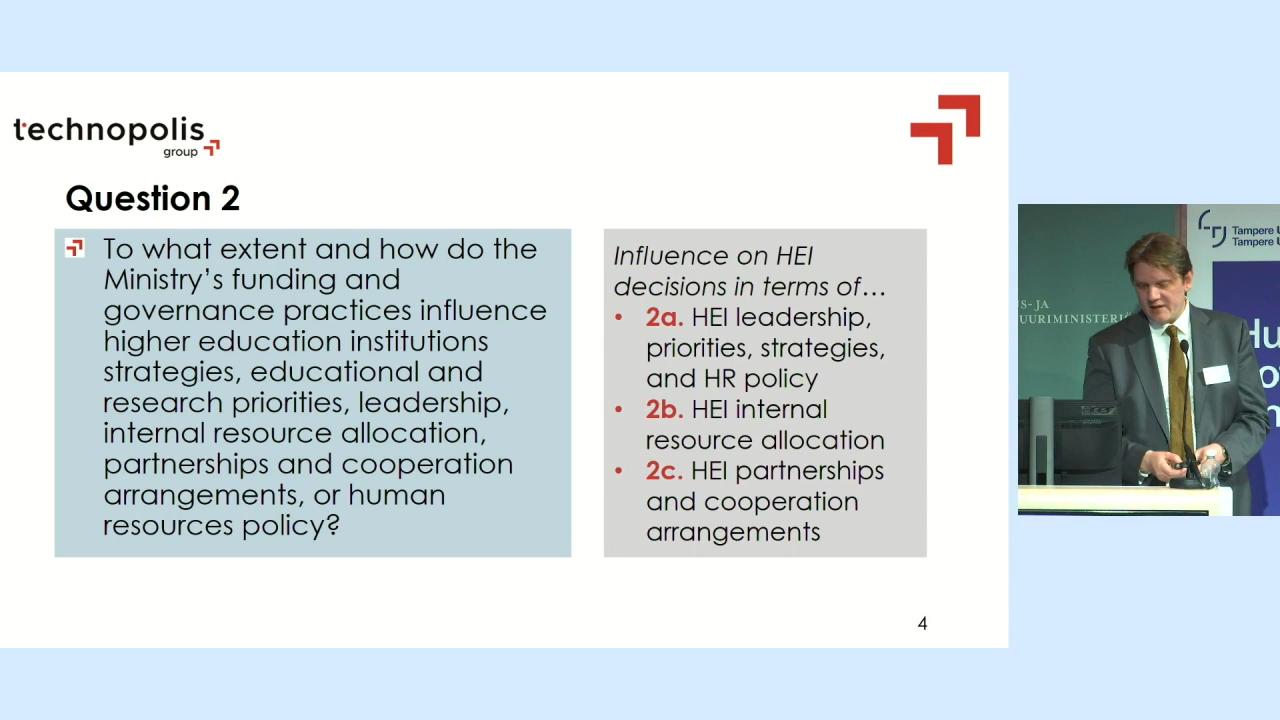 technopolis
group
Question 2
To what extent and how do the
Ministry's funding and
governance practices influence
higher education institutions
strategies, educational and
research priorities, leadership,
internal resource allocation,
partnerships and cooperation
arrangements, or human
resources policy?
Influence on HEI
decisions in terms of…
• 2a. HEI leadership,
priorities, strategies,
and HR policy
• 2b. HEI internal
resource allocation
• 2c. HEI partnerships
and cooperation
arrangements
4
Tampere U
Tampere U
S- JA
UURIMINISTERI